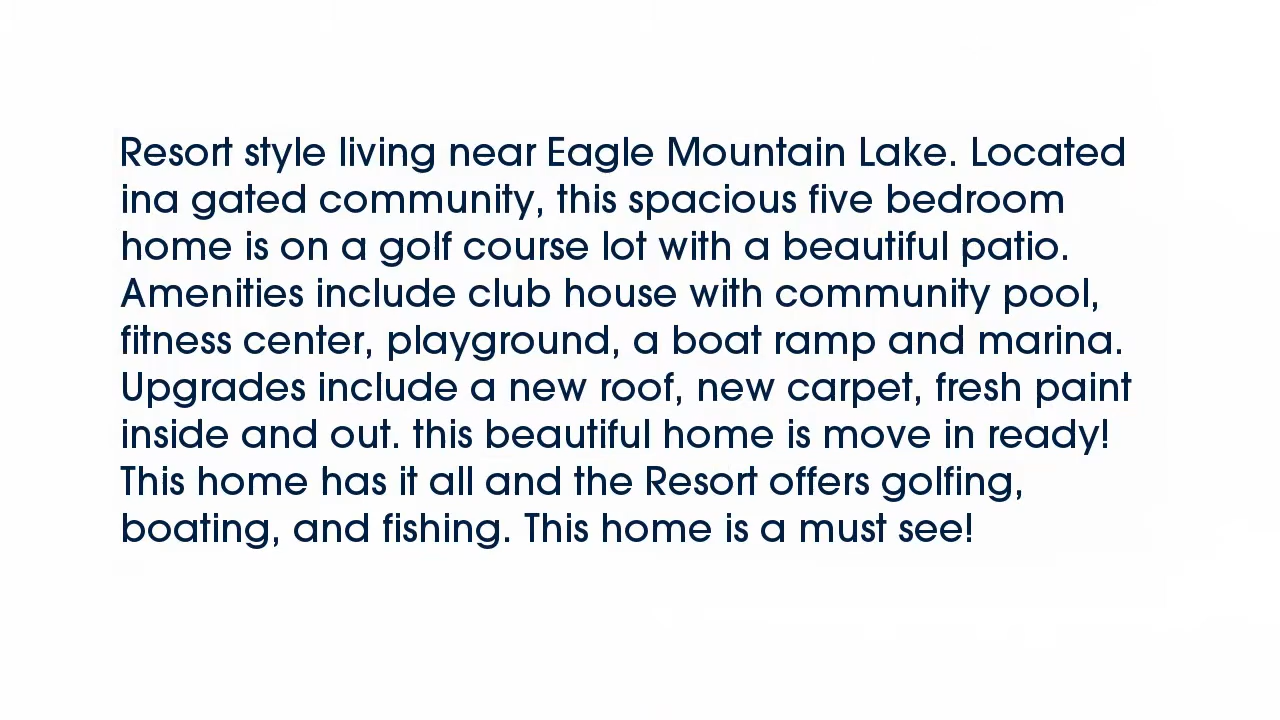 Resort style living near Eagle Mountain Lake. Located
ina gated community, this spacious five bedroom
home is on a golf course lot with a beautiful patio.
Amenities include club house with community pool,
fitness center, playground, a boat ramp and marina.
Upgrades include a new roof, new carpet, fresh paint
inside and out. this beautiful home is move in ready!
This home has it all and the Resort offers golfing,
boating, and fishing. This home is a must see!